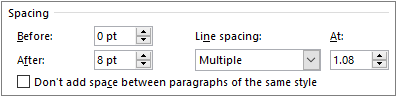 Spacing
Before: 0 pt Line spacing: At:
After: 8 pt Multiple 1.08
Don't add space between paragraphs of the same style